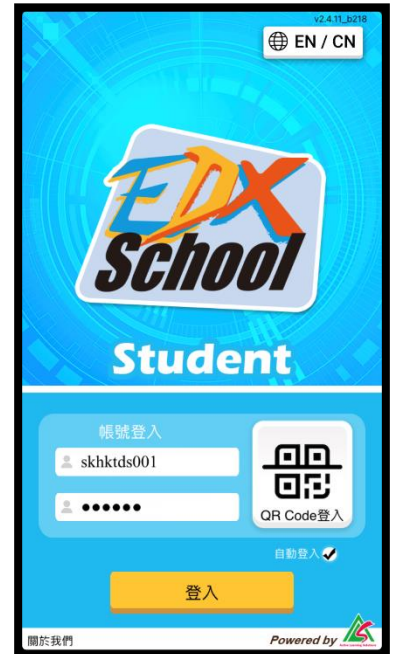 v2.4.11_b218
EN / CN
EDX
School
Student
帳號登入
skhktds001
●●●●●●
QR Code登入
自動登入
登入
關於我們
Powered by